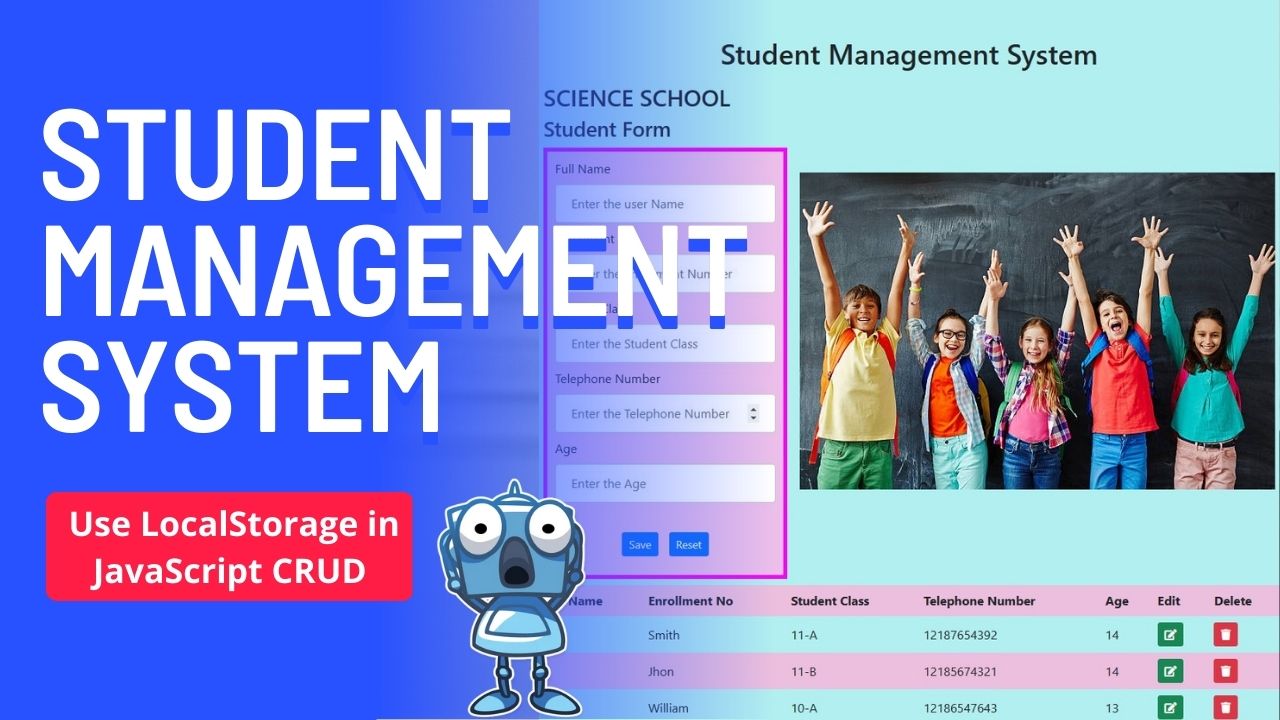 STUDENT
MANAGEMENT
SYSTEM
Use LocalStorage in
JavaScript CRUD
Student Management System
SCIENCE SCHOOL
Student Form
Full Name
Enter the user Name
Enter the Student Class
Telephone Number
Enter the Telephone Number
Age
Enter the Age
Save Reset
Name Enrollment No Student Class Telephone Number Age Edit Delete
Smith 11-A 12187654392 14
Jhon 11-B 12185674321 14
William 10-A 12186547643 13